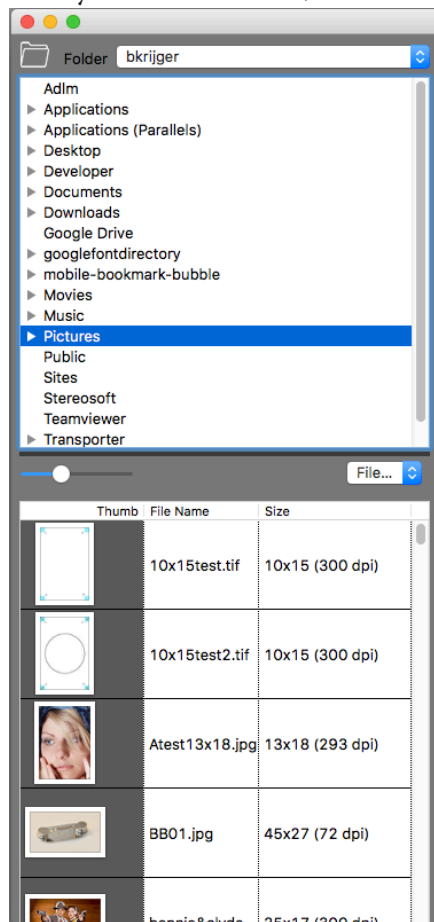 Folder bkrijger
Adlm
Applications
Applications (Parallels)
Desktop
Developer
Documents
Downloads
Google Drive
googlefontdirectory
mobile-bookmark-bubble
Movies
Music
Pictures
Public
Sites
Stereosoft
Teamviewer
Transporter
File...
Thumb File Name Size
10x15test.tif 10x15 (300 dpi)
10x15test2.tif 10x15 (300 dpi)
Atest13x18.jpg 13x18 (293 dpi)
BB01.jpg 45x27 (72 dpi)